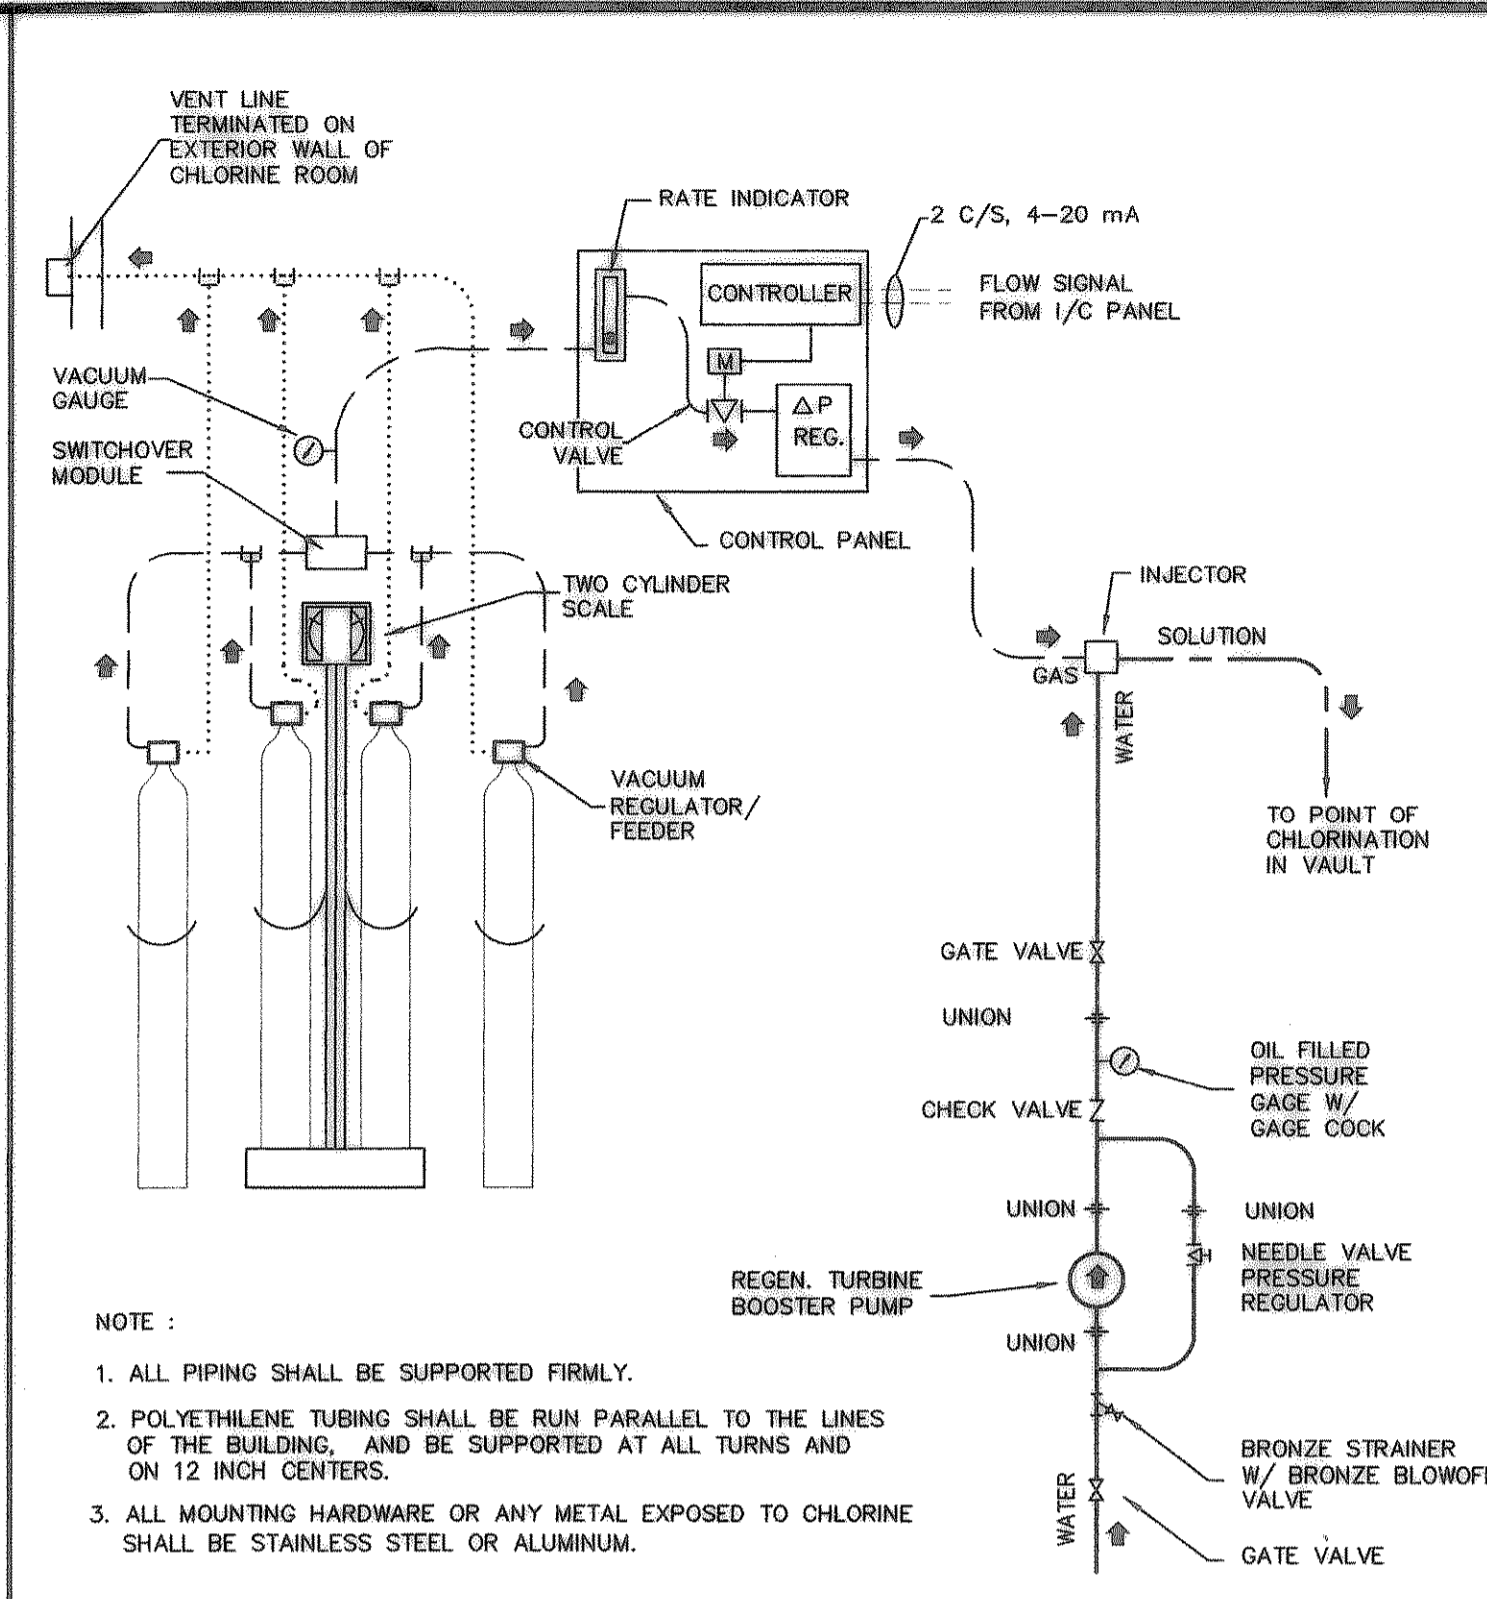 VENT LINE
TERMINATED ON
EXTERIOR WALL OF
CHLORINE ROOM
RATE INDICATOR
2 C/S, 4-20 mA
CONTROLLER
FLOW SIGNAL
FROM I/C PANEL
M
VACUUM
GAUGE
△P
REG.
CONTROL
VALVE
SWITCHOVER
MODULE
CONTROL PANEL
TWO CYLINDER
SCALE
INJECTOR
SOLUTION
GAS
WATER
VACUUM
REGULATOR/
FEEDER
TO POINT OF
CHLORINATION
IN VAULT
GATE VALVE
UNION
OIL FILLED
PRESSURE
GAGE W/
GAGE COCK
CHECK VALVE
UNION
UNION
NEEDLE VALVE
PRESSURE
REGULATOR
REGEN. TURBINE
BOOSTER PUMP
UNION
NOTE :
1. ALL PIPING SHALL BE SUPPORTED FIRMLY.
2. POLYETHILENE TUBING SHALL BE RUN PARALLEL TO THE LINES
OF THE BUILDING, AND BE SUPPORTED AT ALL TURNS AND
ON 12 INCH CENTERS.
3. ALL MOUNTING HARDWARE OR ANY METAL EXPOSED TO CHLORINE
SHALL BE STAINLESS STEEL OR ALUMINUM.
BRONZE STRAINER
W/ BRONZE BLOWOF
VALVE
WATER
GATE VALVE